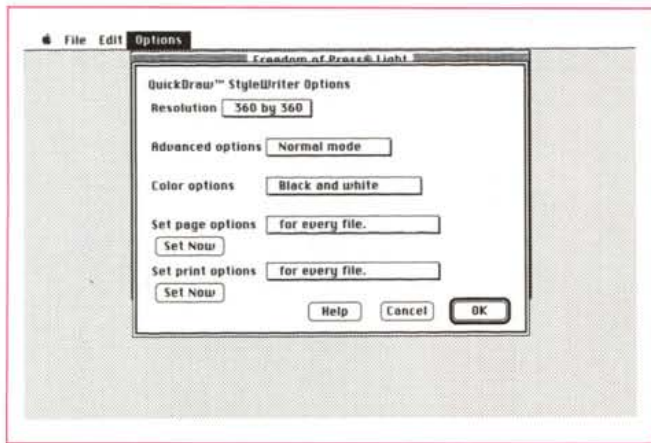 File Edit Options
Freedom of Press® Light
QuickDraw™ StyleWriter Options
Resolution 360 by 360
Advanced options Normal mode
Color options Black and white
Set page options for every file.
Set Now
Set print options for every file.
Set Now
Help Cancel OK